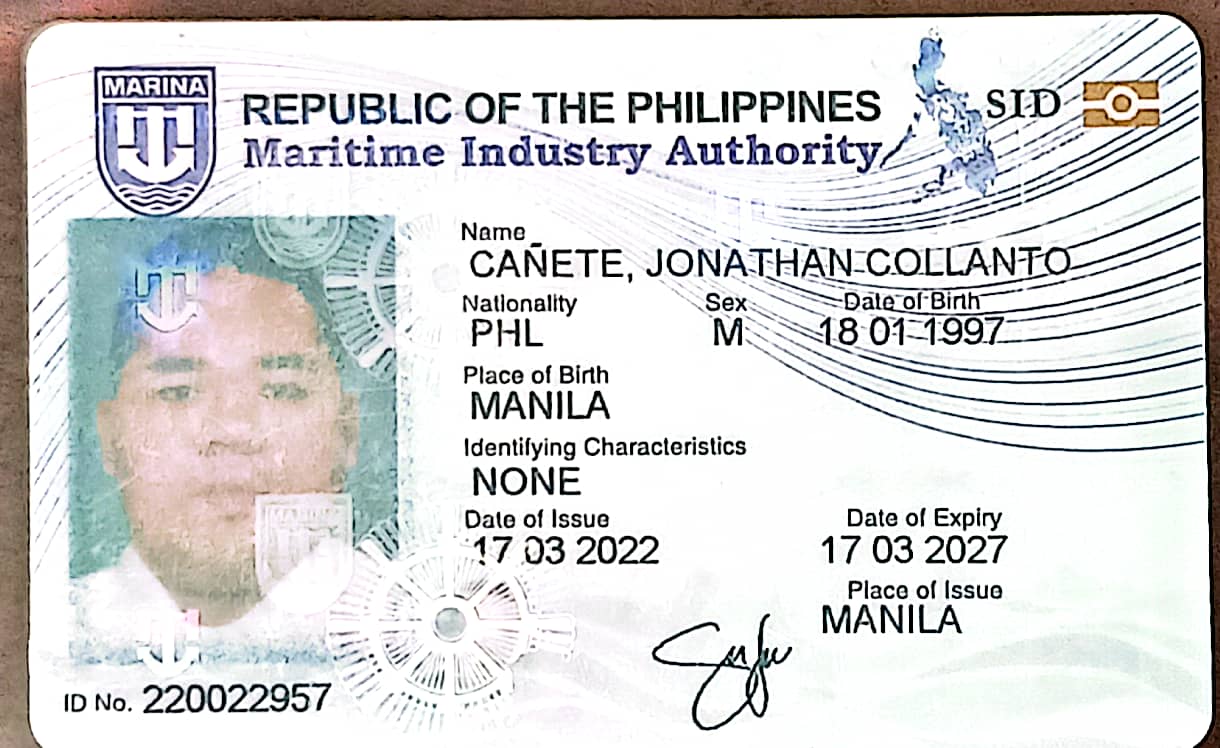 MARINA
REPUBLIC OF THE PHILIPPINES
Maritime Industry Authority
SID
Name
CAÑETE, JONATHAN COLLANTO
Nationality Sex Date of Birth
PHL M 18 01 1997
Place of Birth
MANILA
Identifying Characteristics
NONE
Date of Issue Date of Expiry
17 03 2022 17 03 2027
Place of Issue
MANILA
ID No. 220022957